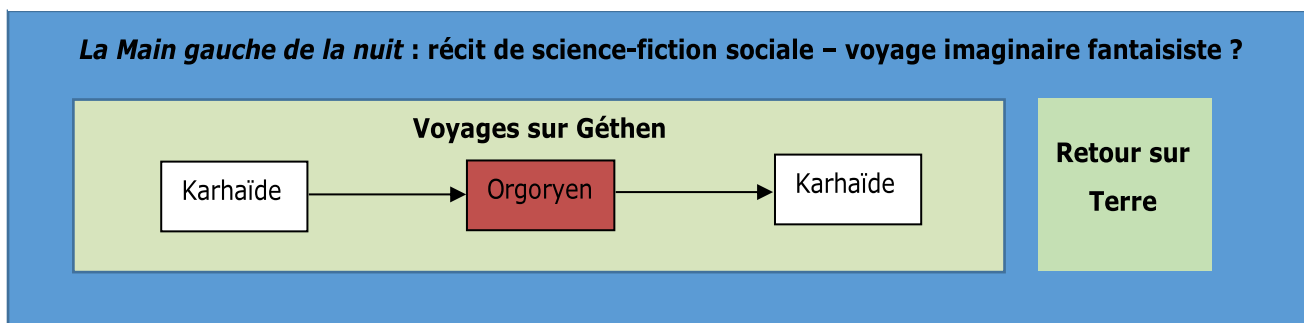 La Main gauche de la nuit : récit de science-fiction sociale – voyage imaginaire fantaisiste ?
Voyages sur Géthen
Karhaïde
Orgoryen
Karhaïde
Retour sur
Terre